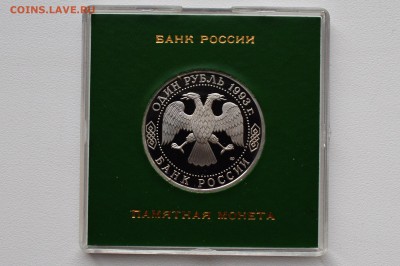 COINS.LAVE.RU
БАНК РОССИИ
ОДИН РУБЛЬ 1993 г.
БАНК РОССИИ
ПАМЯТНАЯ МОНЕТА